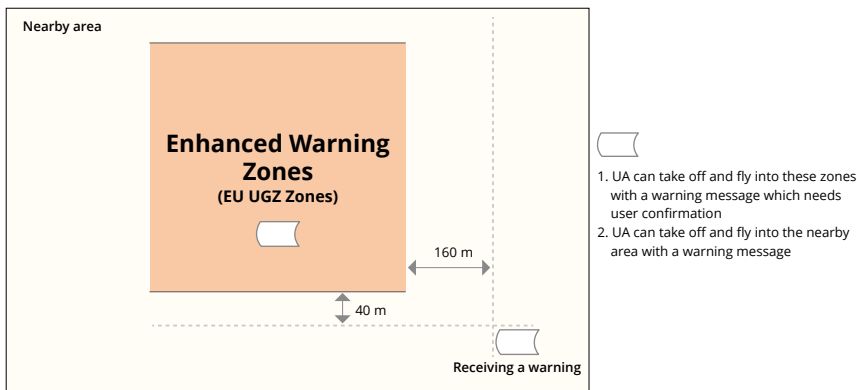 Nearby area
Enhanced Warning
Zones
(EU UGZ Zones)
160 m
40 m
Receiving a warning
1. UA can take off and fly into these zones
with a warning message which needs
user confirmation
2. UA can take off and fly into the nearby
area with a warning message